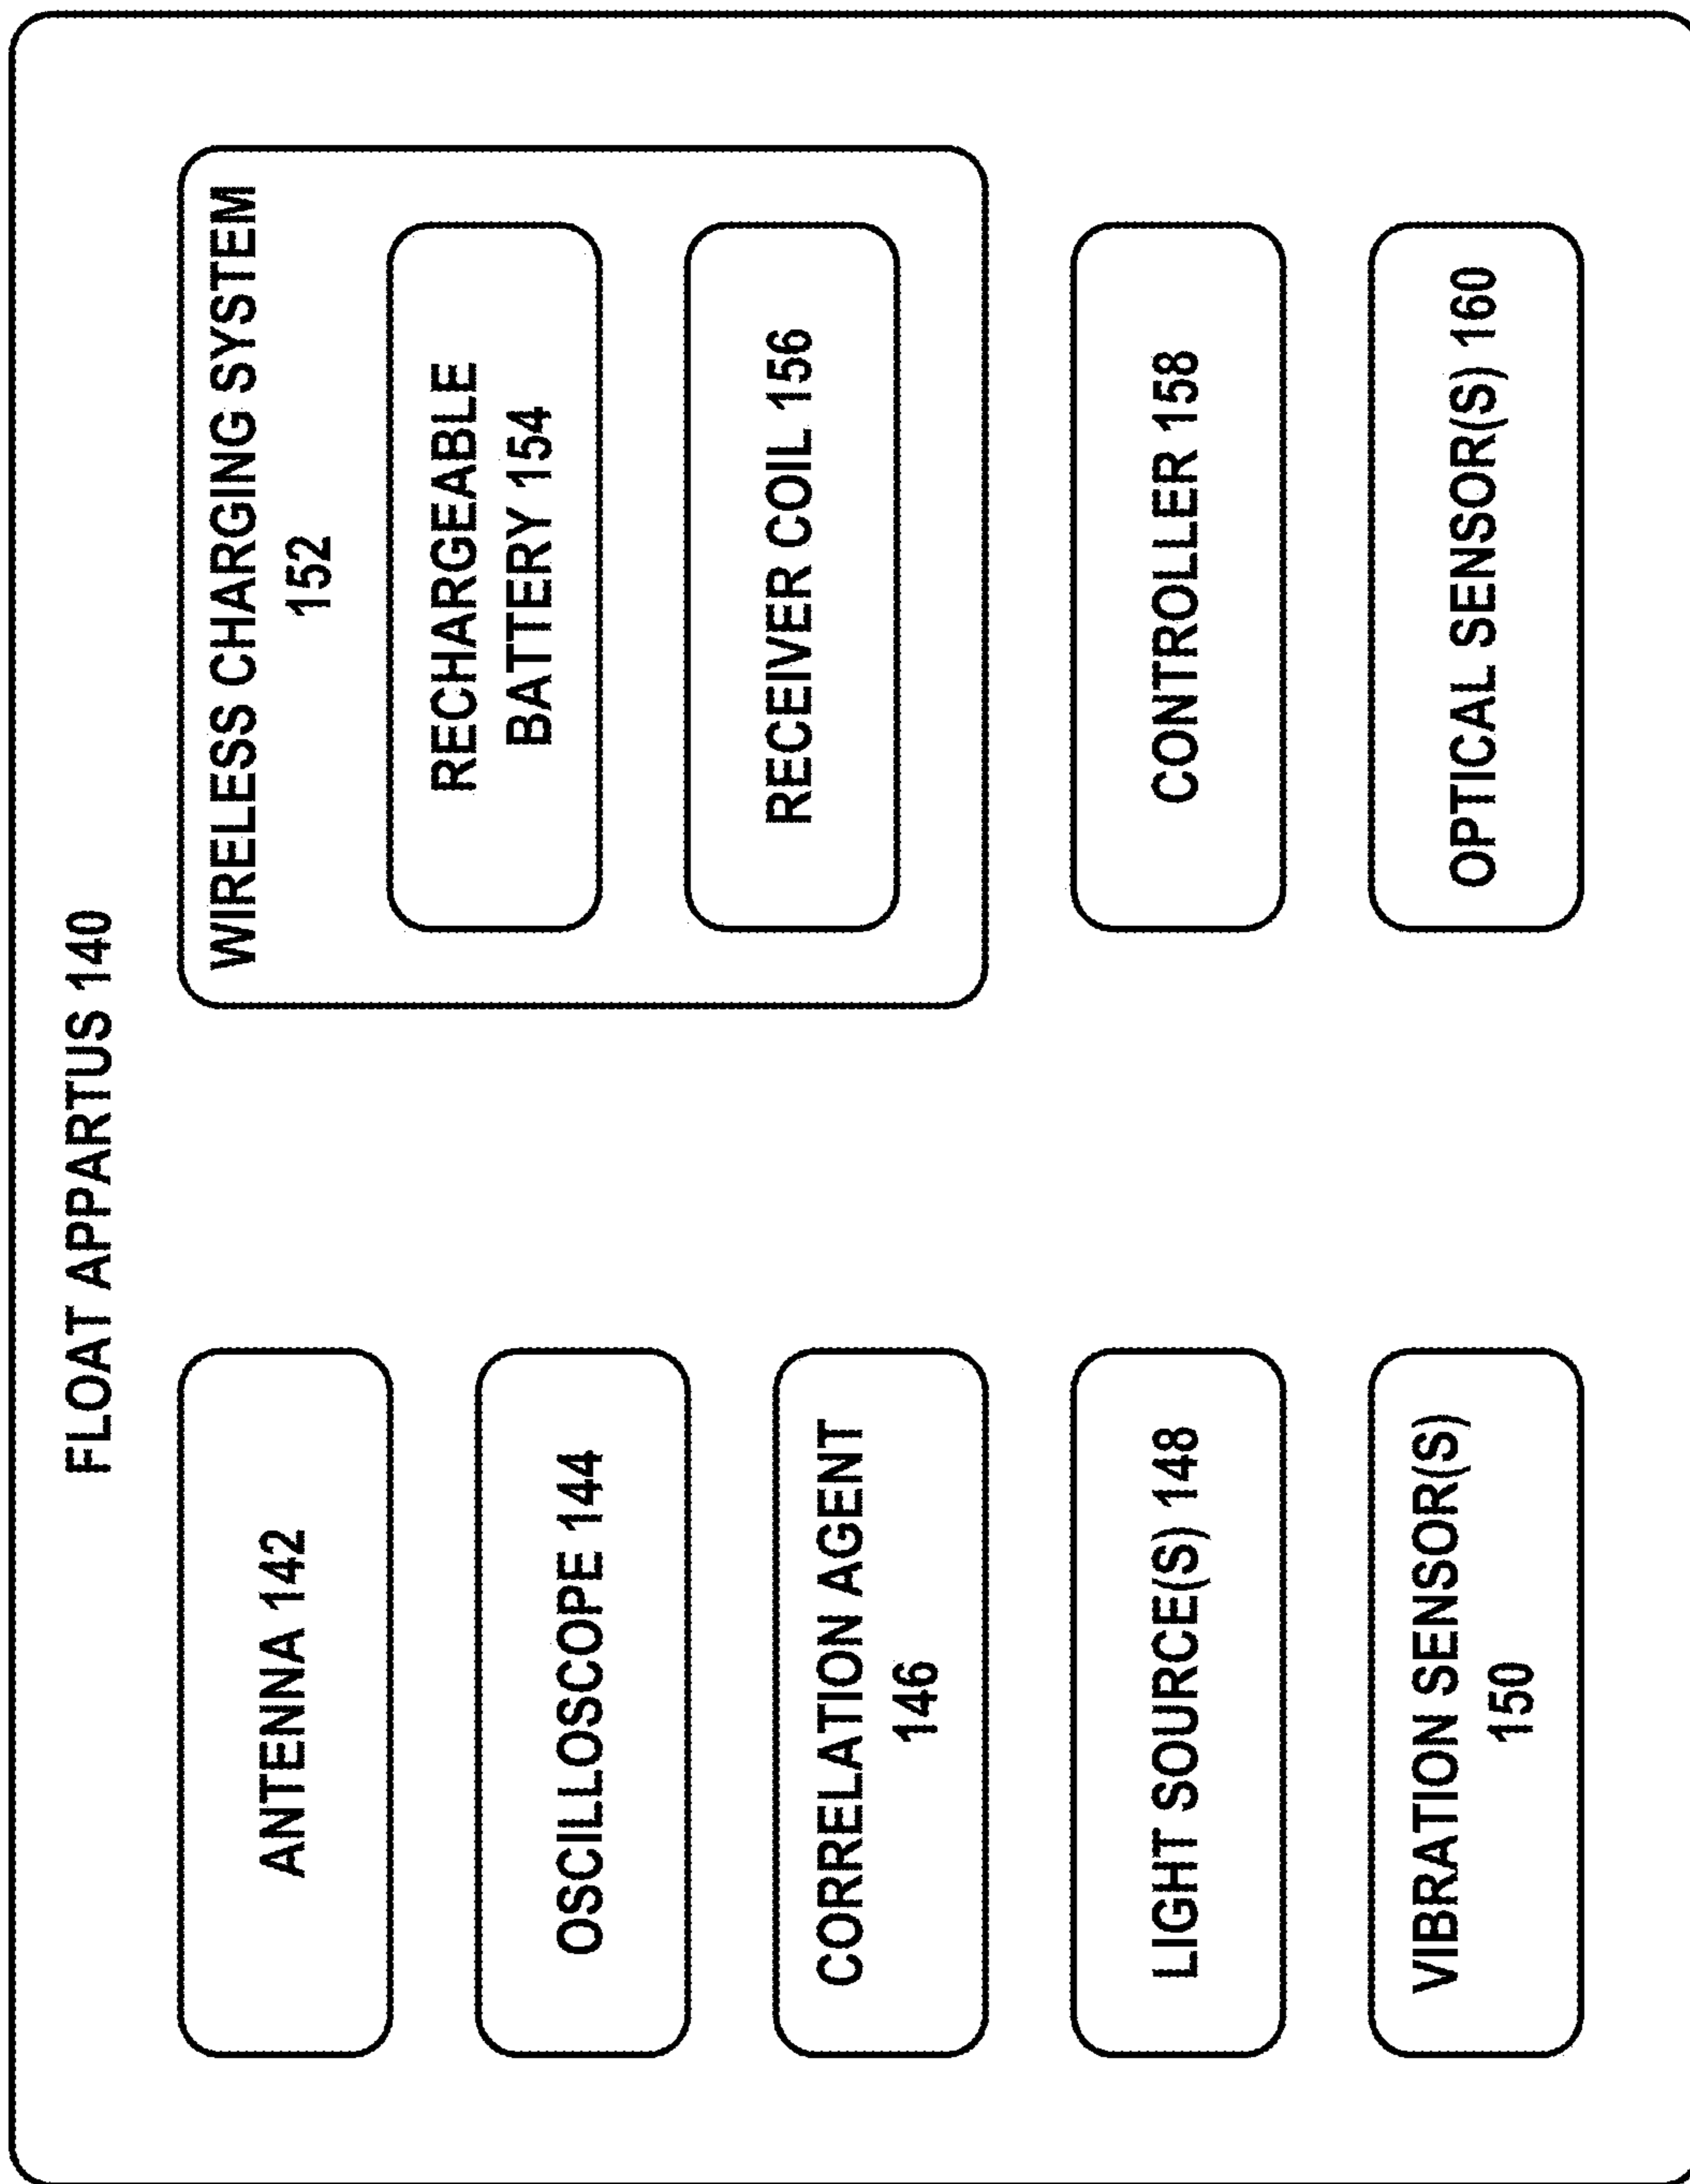 FLOAT APPARTUS 140
ANTENNA 142
OSCILLOSCOPE 144
CORRELATION AGENT
146
LIGHT SOURCE(S) 148
VIBRATION SENSOR(S)
150
WIRELESS CHARGING SYSTEM
152
RECHARGEABLE
BATTERY 154
RECEIVER COIL 156
CONTROLLER 158
OPTICAL SENSOR(S) 160